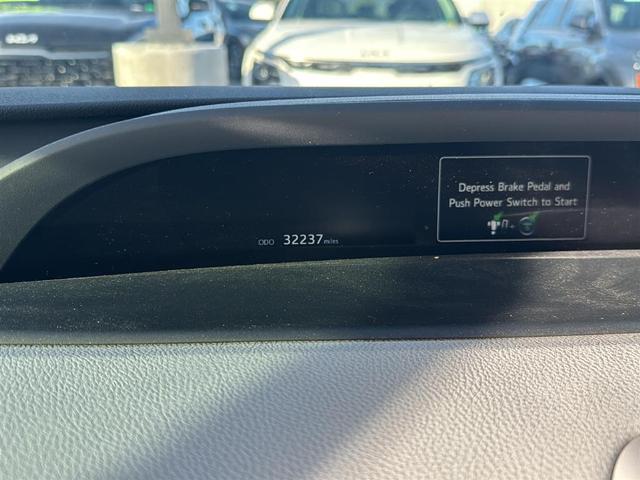 Depress Brake Pedal and
Push Power Switch to Start
ODO 32237 miles